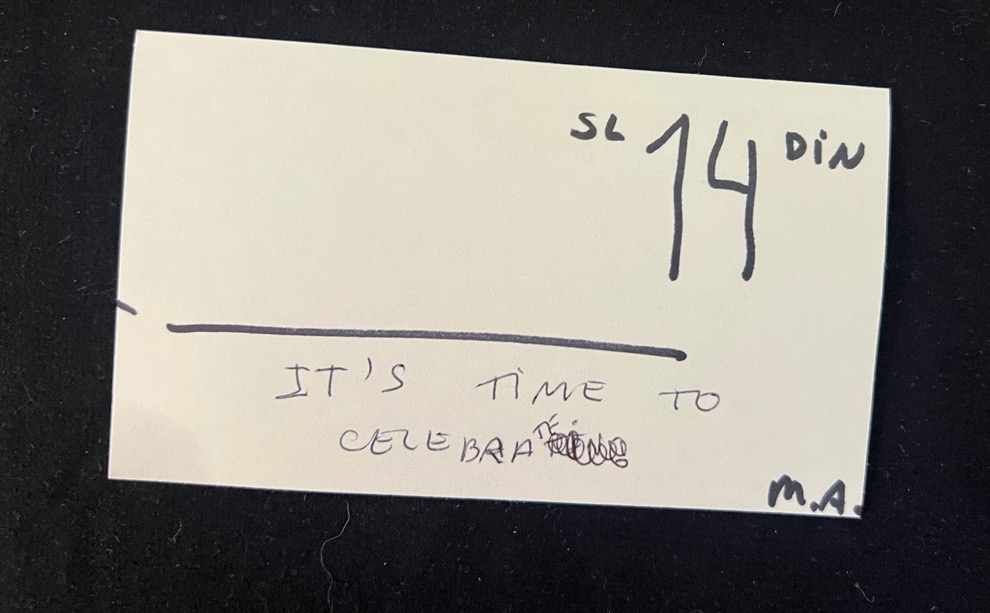 SL 14 DiN
IT'S TiME TO
CELEBRATE
M.A.